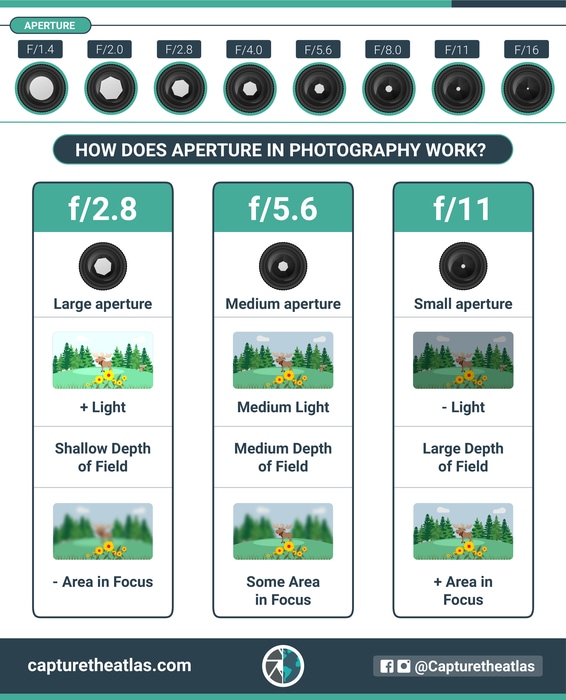 APERTURE
F/1.4 F/2.0 F/2.8 F/4.0 F/5.6 F/8.0 F/11 F/16
HOW DOES APERTURE IN PHOTOGRAPHY WORK?
f/2.8
Large aperture
+ Light
Shallow Depth
of Field
- Area in Focus
f/5.6
Medium aperture
Medium Light
Medium Depth
of Field
Some Area
in Focus
f/11
Small aperture
- Light
Large Depth
of Field
+ Area in
Focus
capturetheatlas.com
@Capturetheatlas